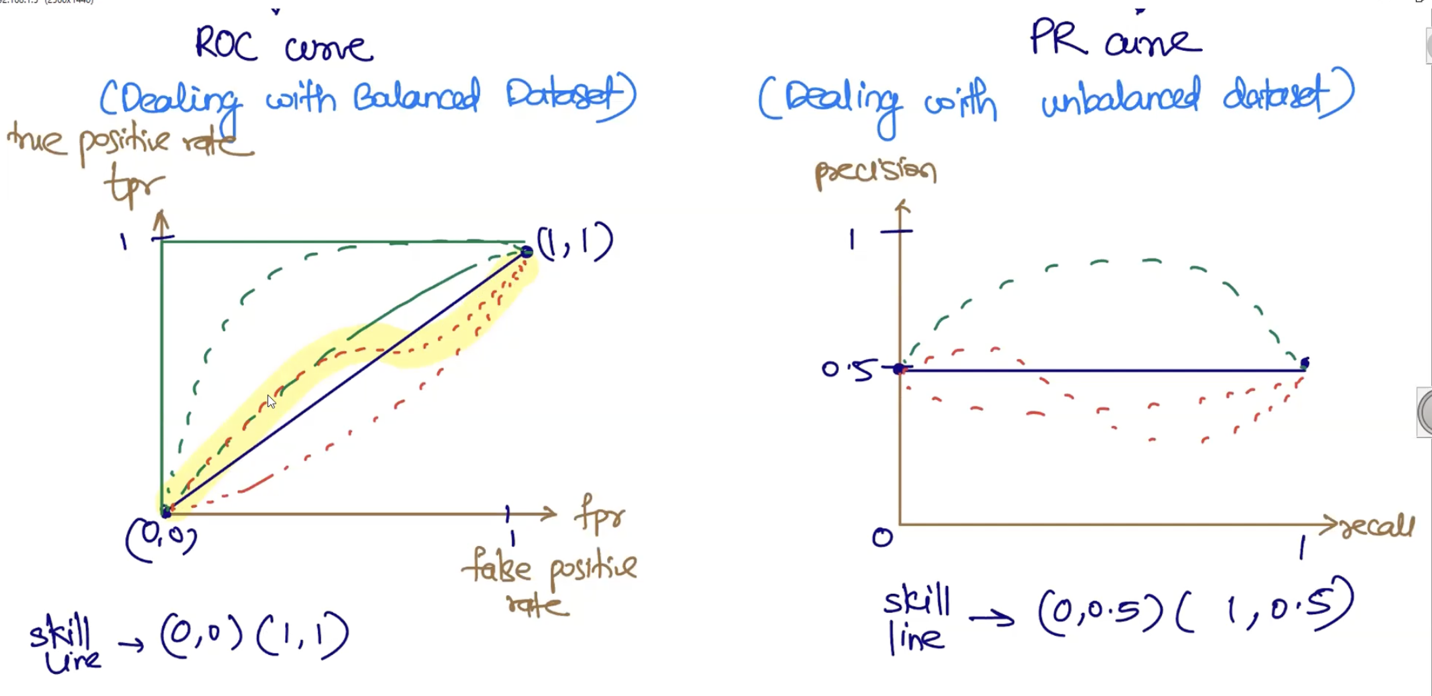 ROC curve
(Dealing with Balanced Dataset)
true positive rate
tpr
1
(1,1)
(0,0)
1
fpr
false positive
rate
skill
line → (0,0) (1,1)
PR curve
(Dealing with unbalanced dataset)
precision
1
0.5
0
1
recall
skill
line → (0,0.5) ( 1,0.5)